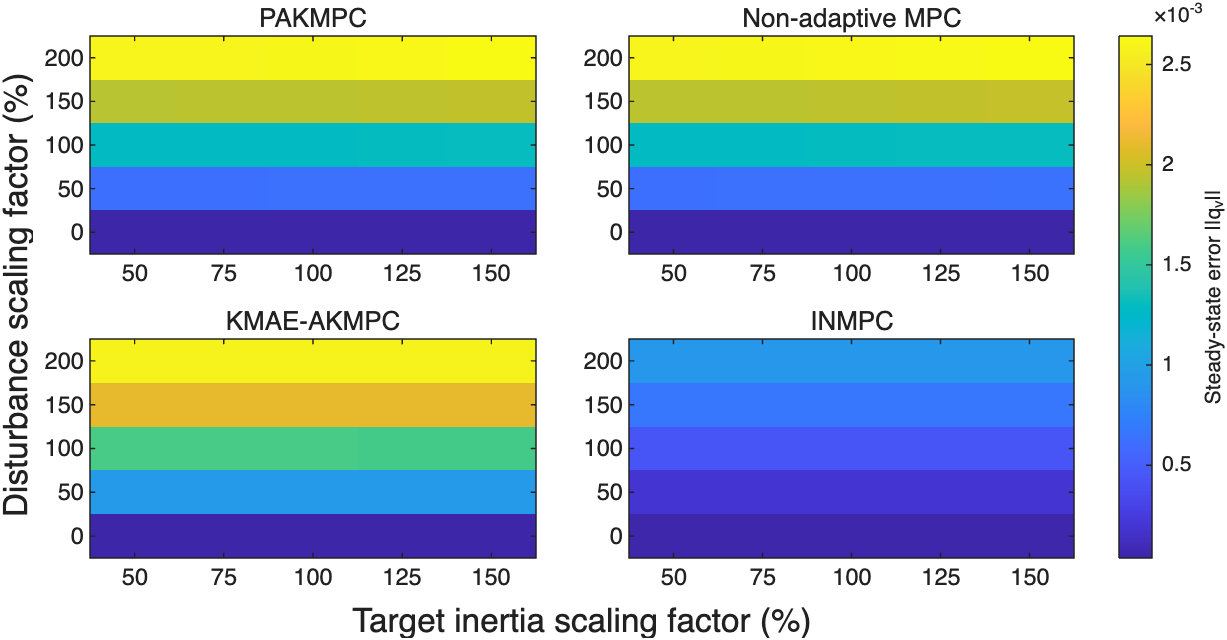 PAKMPC
Non-adaptive MPC
×10-3
200
150
100
50
0
50 75 100 125 150
200
150
100
50
0
50 75 100 125 150
KMAE-AKMPC
INMPC
200
150
100
50
0
50 75 100 125 150
200
150
100
50
0
50 75 100 125 150
2.5
2
1.5
1
0.5
Steady-state error ||qv||
Disturbance scaling factor (%)
Target inertia scaling factor (%)